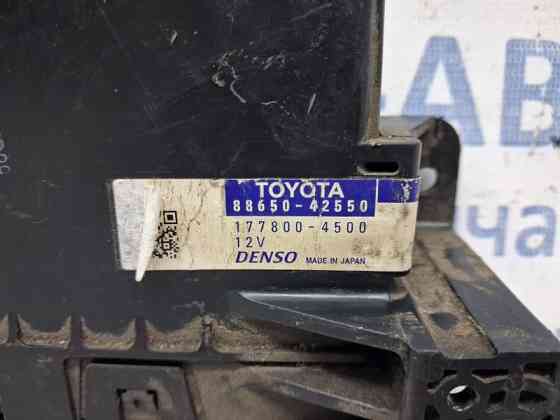 TOYOTA
88650-42550
177800-4500
12V
DENSO MADE IN JAPAN